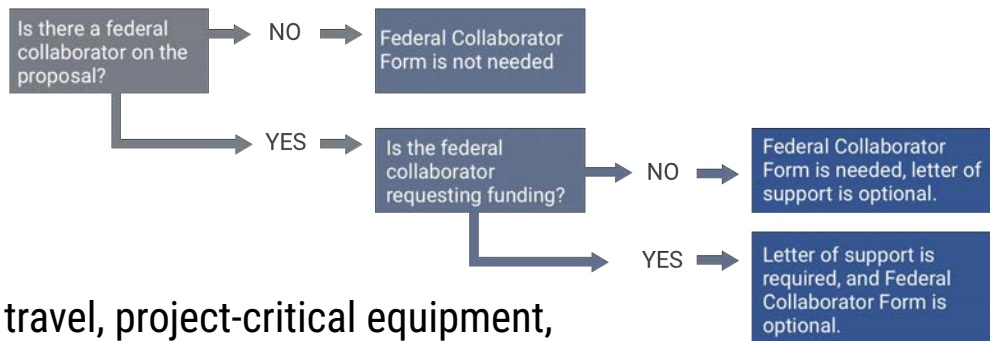 Is there a federal
collaborator on the
proposal?
NO
Federal Collaborator
Form is not needed
YES
Is the federal
collaborator
requesting funding?
NO
Federal Collaborator
Form is needed, letter of
support is optional.
YES
Letter of support is
required, and Federal
Collaborator Form is
optional.
travel, project-critical equipment,